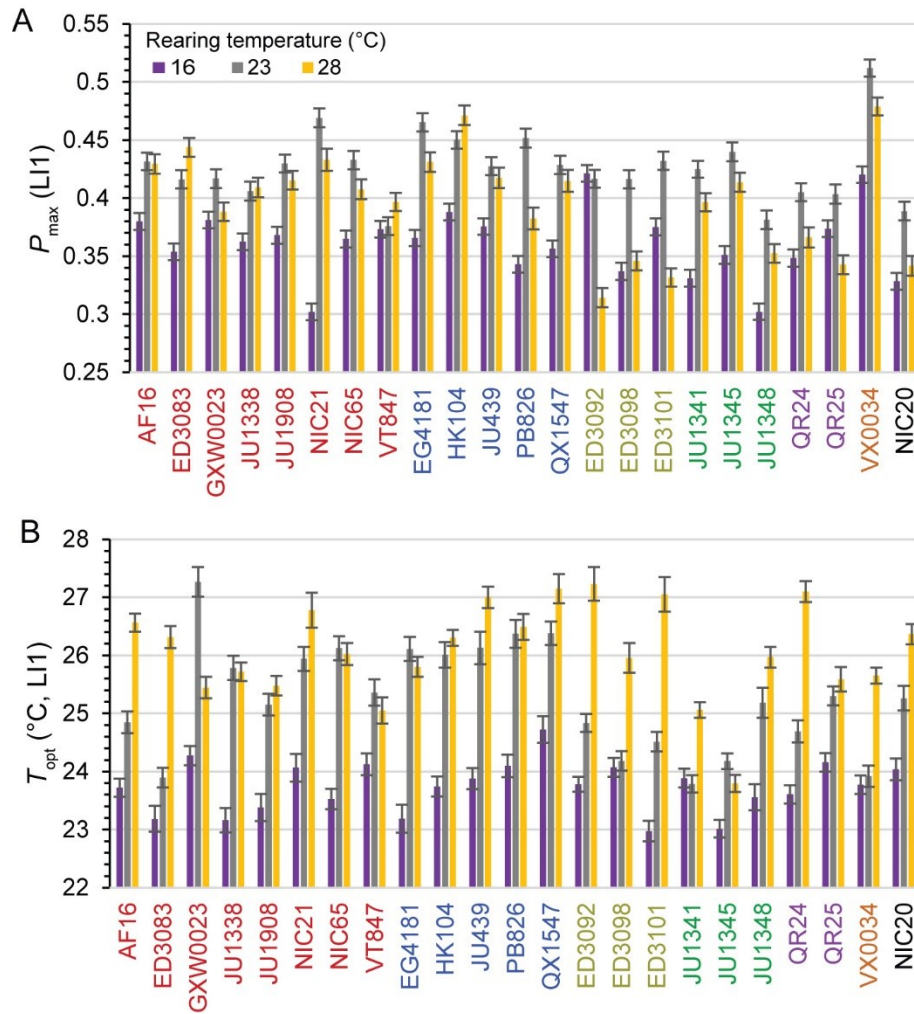 A
Rearing temperature (°C)
16 23 28
0.55
0.5
0.45
0.4
0.35
0.3
0.25
Pmax (LI1)
AF16
ED3083
GXW0023
JU1338
JU1908
NIC21
NIC65
VT847
EG4181
HK104
JU439
PB826
QX1547
ED3092
ED3098
ED3101
JU1341
JU1345
JU1348
QR24
QR25
VX0034
NIC20
B
28
27
26
25
24
23
22
Topt (°C, LI1)
AF16
ED3083
GXW0023
JU1338
JU1908
NIC21
NIC65
VT847
EG4181
HK104
JU439
PB826
QX1547
ED3092
ED3098
ED3101
JU1341
JU1345
JU1348
QR24
QR25
VX0034
NIC20